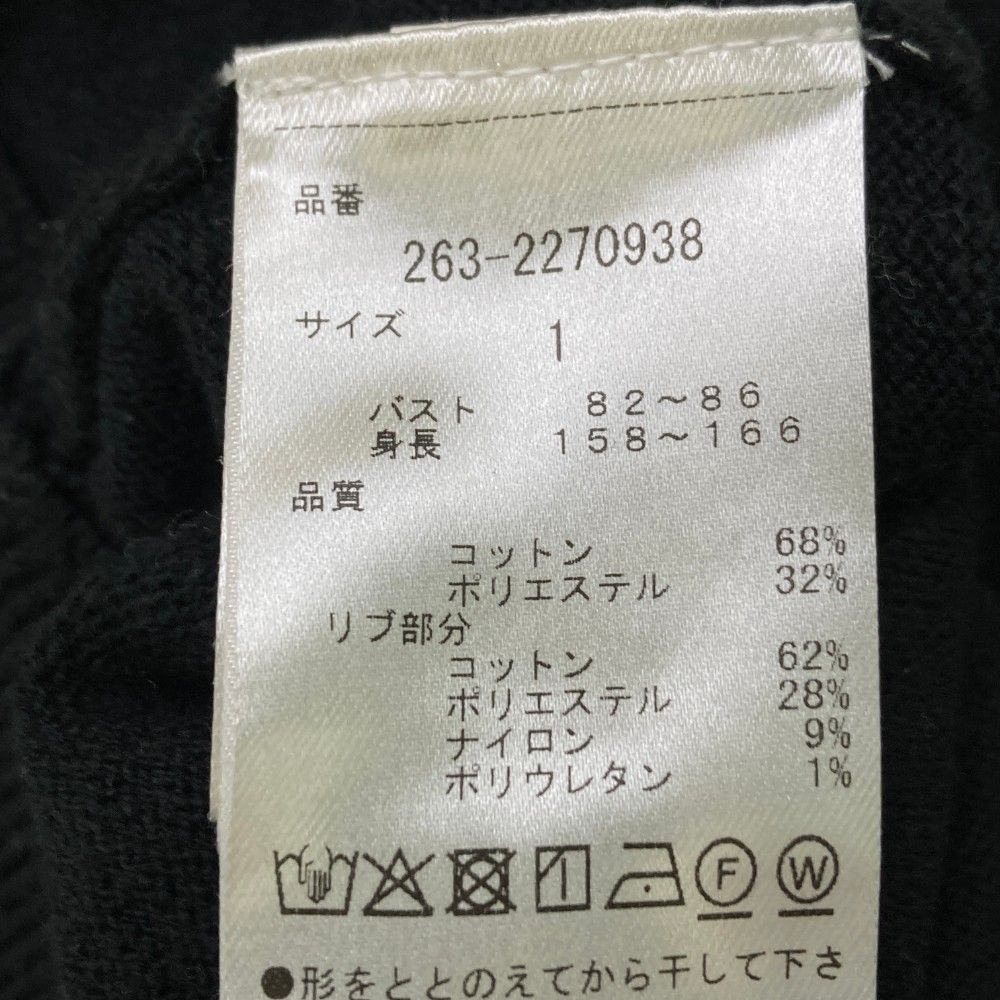 品番
263-2270938
サイズ 1
バスト 82～86
身長 158～166
品質
コットン 68%
ポリエステル 32%
リブ部分
コットン 62%
ポリエステル 28%
ナイロン 9%
ポリウレタン 1%
F W
●形をととのえてから干して下さ